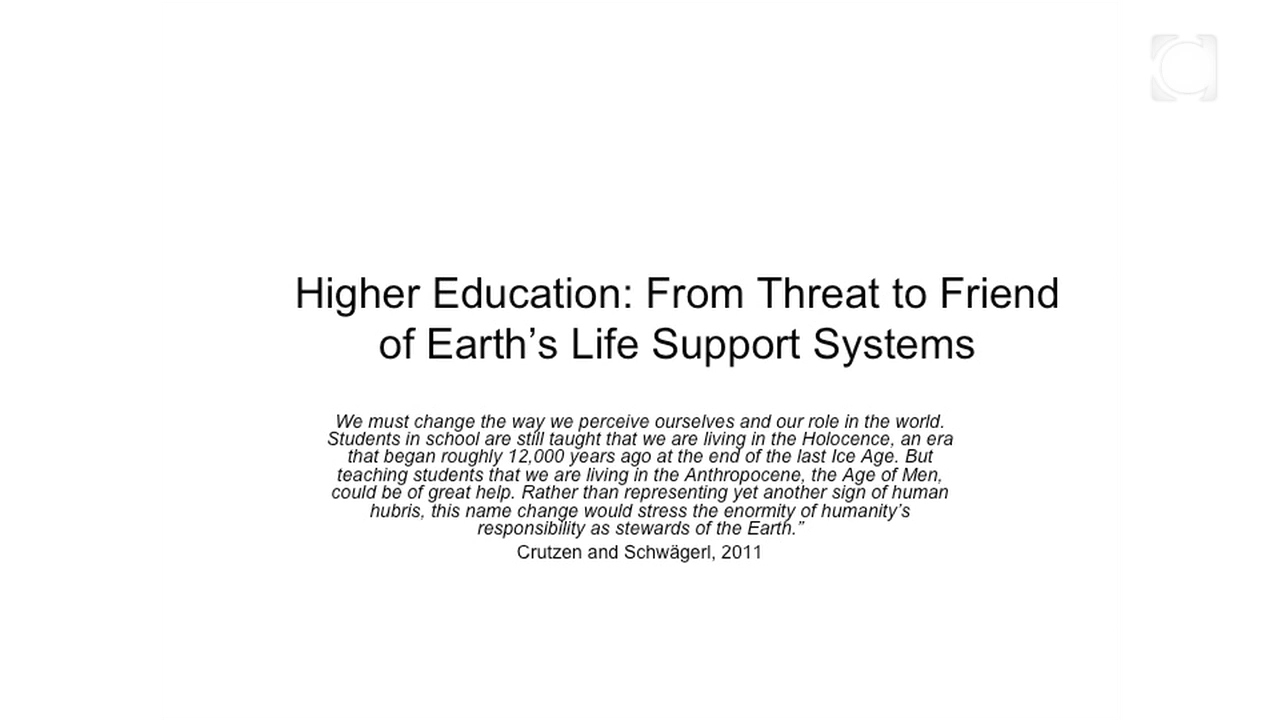 Higher Education: From Threat to Friend
of Earth’s Life Support Systems
We must change the way we perceive ourselves and our role in the world.
Students in school are still taught that we are living in the Holocence, an era
that began roughly 12,000 years ago at the end of the last Ice Age. But
teaching students that we are living in the Anthropocene, the Age of Men,
could be of great help. Rather than representing yet another sign of human
hubris, this name change would stress the enormity of humanity’s
responsibility as stewards of the Earth.”
Crutzen and Schwägerl, 2011